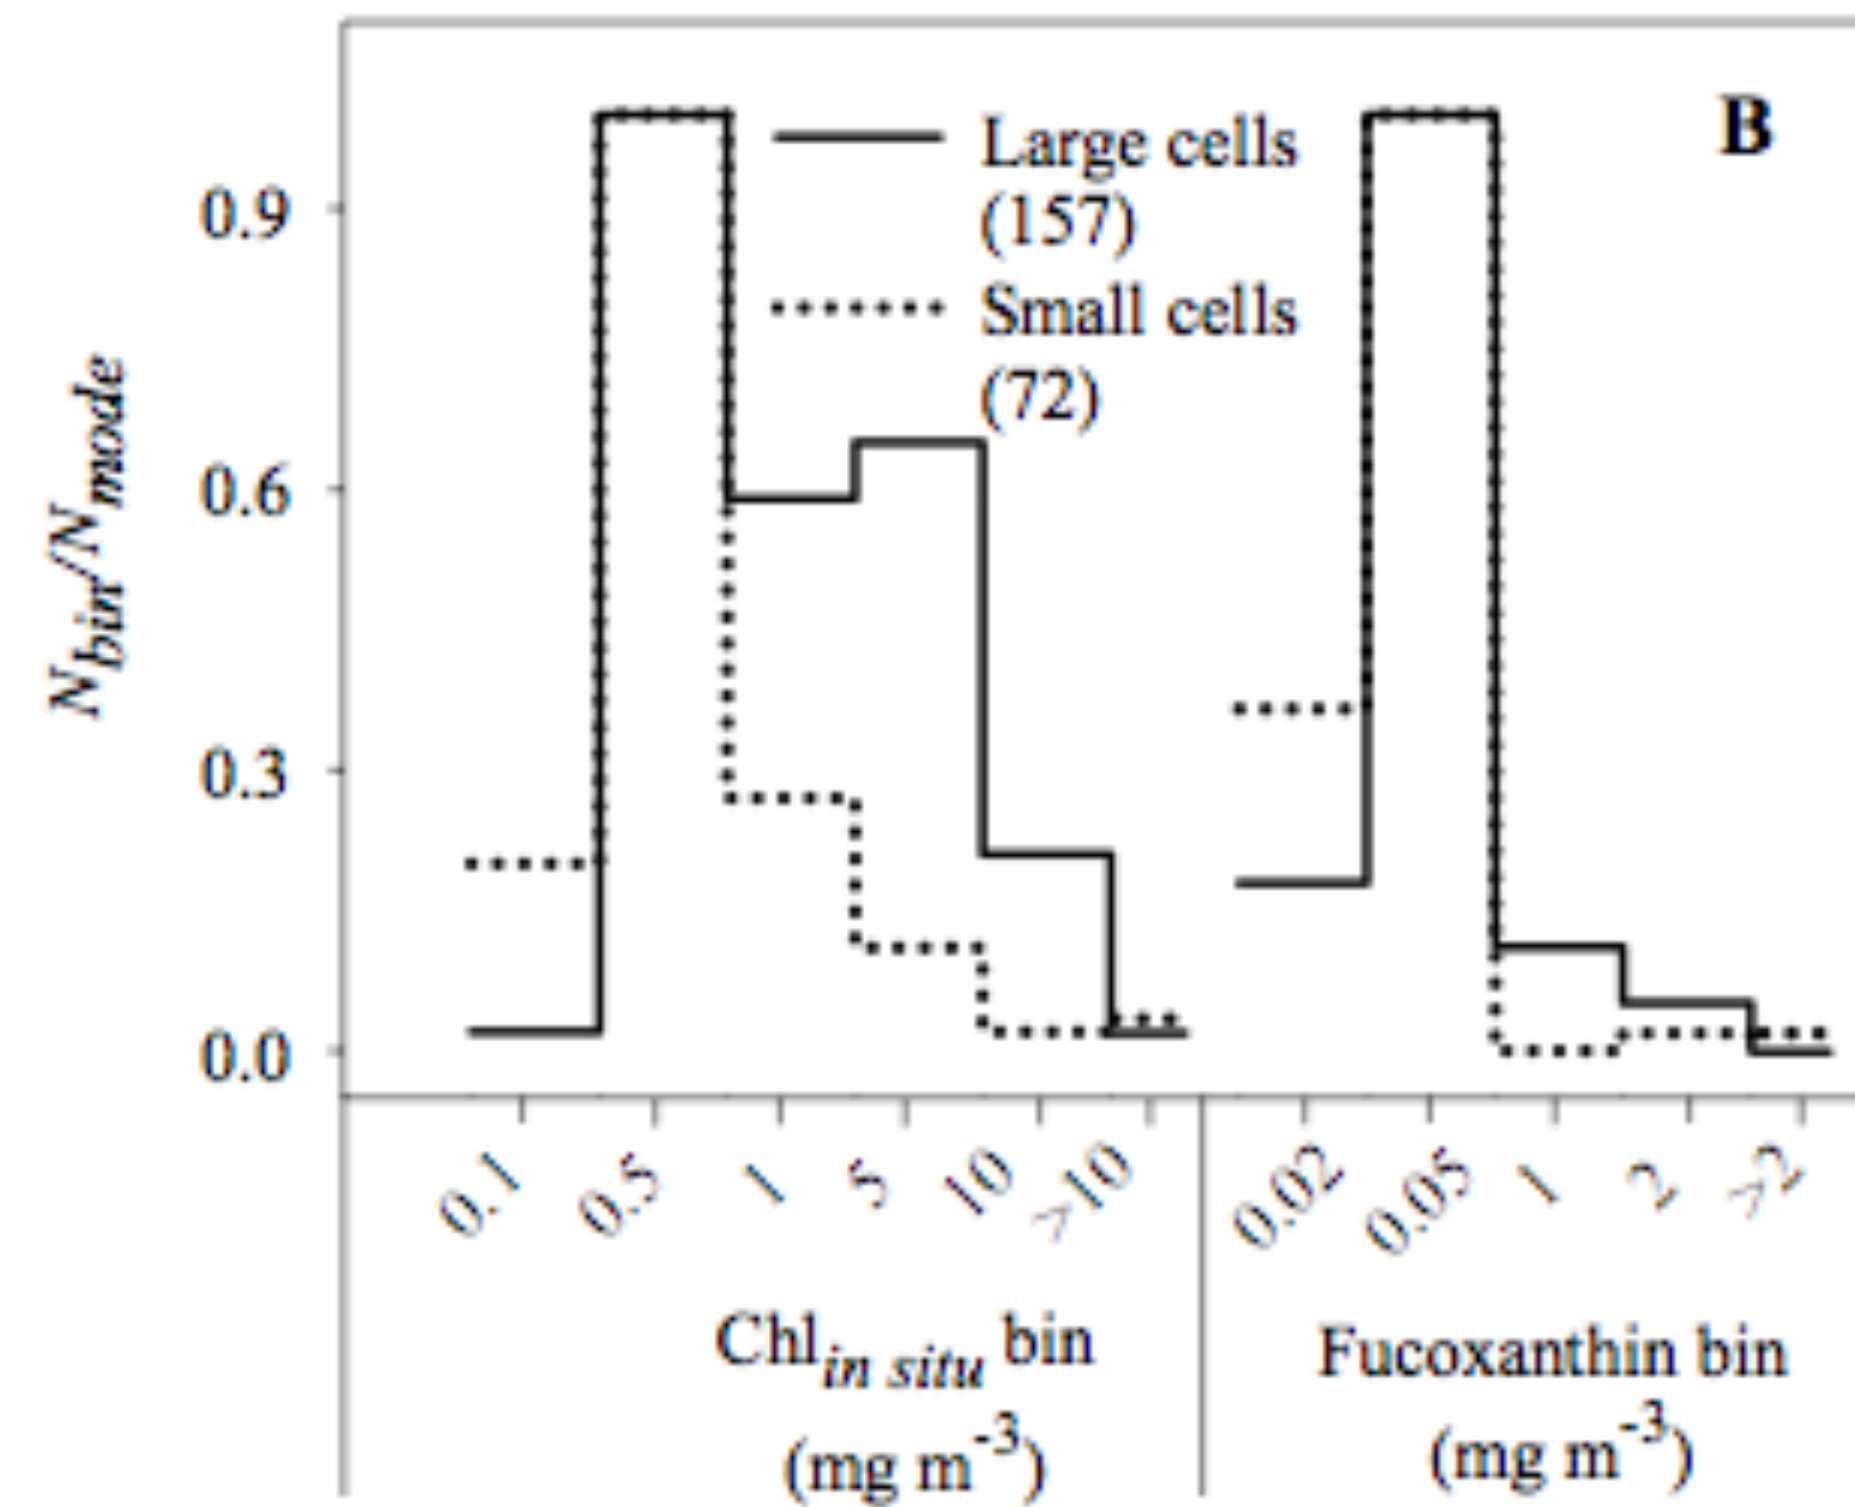 B
Large cells
(157)
Small cells
(72)
N_bin/N_mode
0.9
0.6
0.3
0.0
0.1 0.5 1 5 10 >10 0.02 0.05 1 2 >2
Chl_in situ bin
(mg m^-3)
Fucoxanthin bin
(mg m^-3)